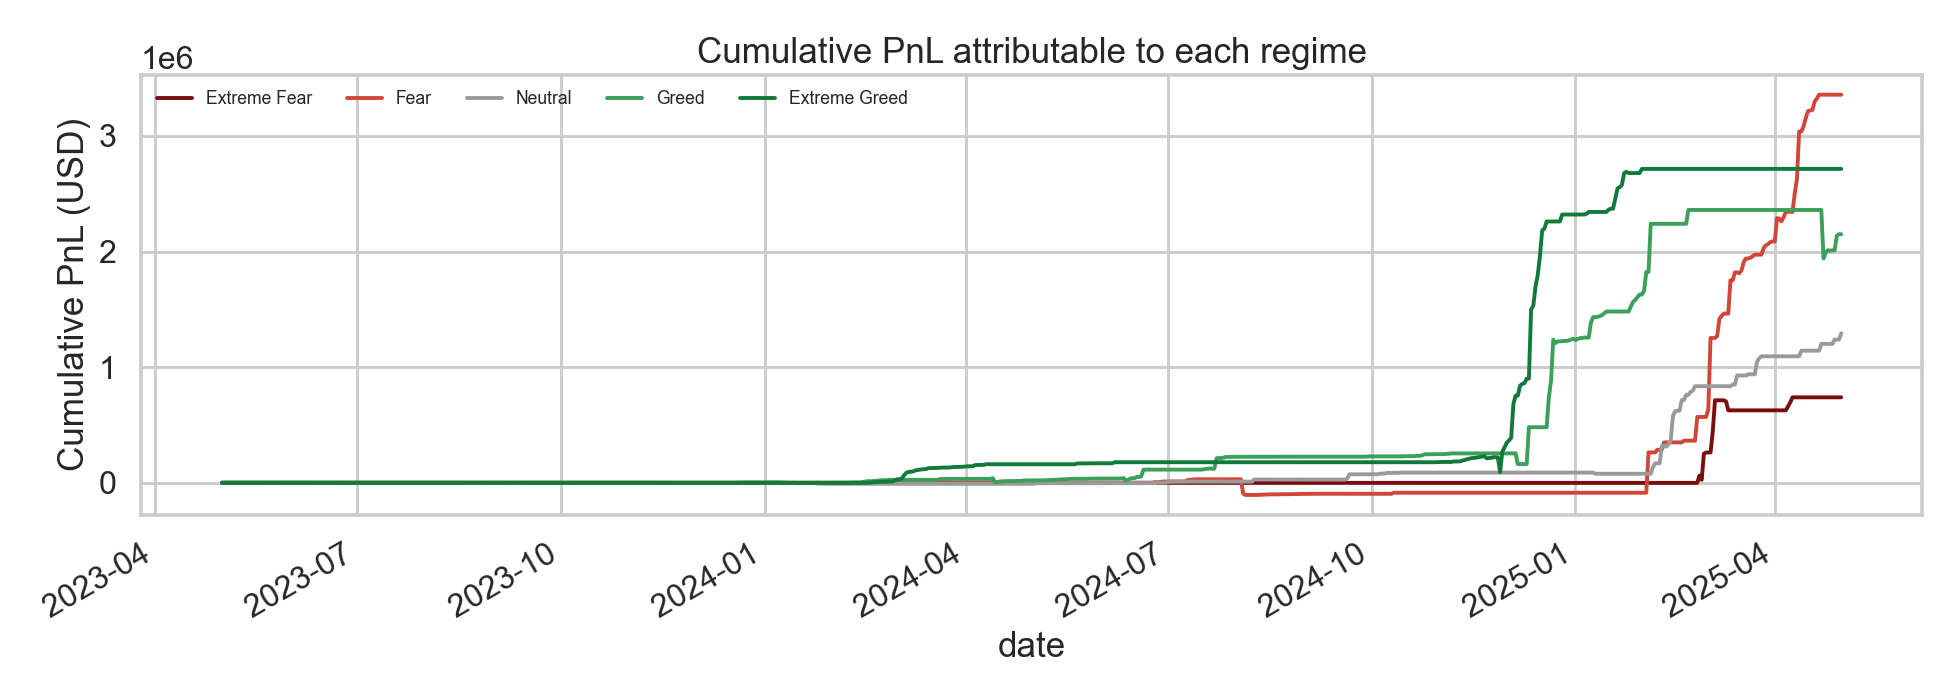 Cumulative PnL attributable to each regime
1e6
Extreme Fear Fear Neutral Greed Extreme Greed
Cumulative PnL (USD)
3
2
1
0
2023-04 2023-07 2023-10 2024-01 2024-04 2024-07 2024-10 2025-01 2025-04
date